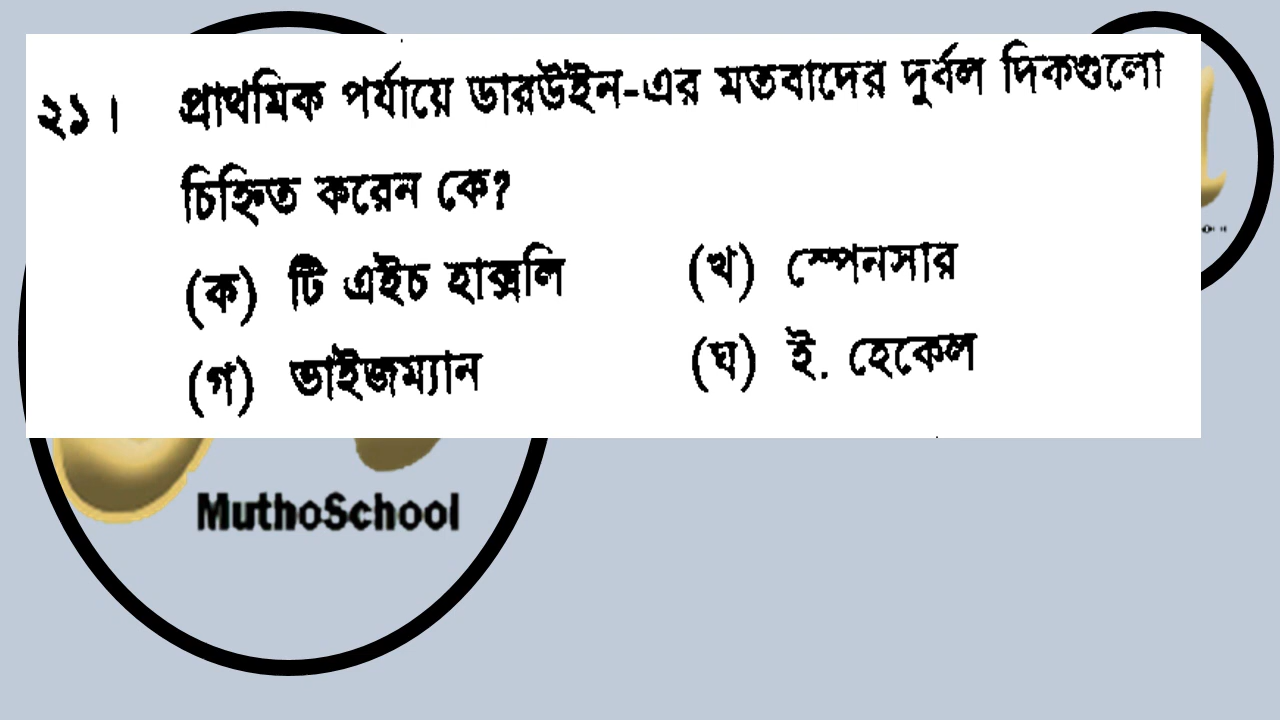 ২১। প্রাথমিক পর্যায়ে ডারউইন-এর মতবাদের দুর্বল দিকগুলো
চিহ্নিত করেন কে?
(ক) টি এইচ হাক্সলি (খ) স্পেনসার
(গ) ভাইজম্যান (ঘ) ই. হেকেল
MuthoSchool